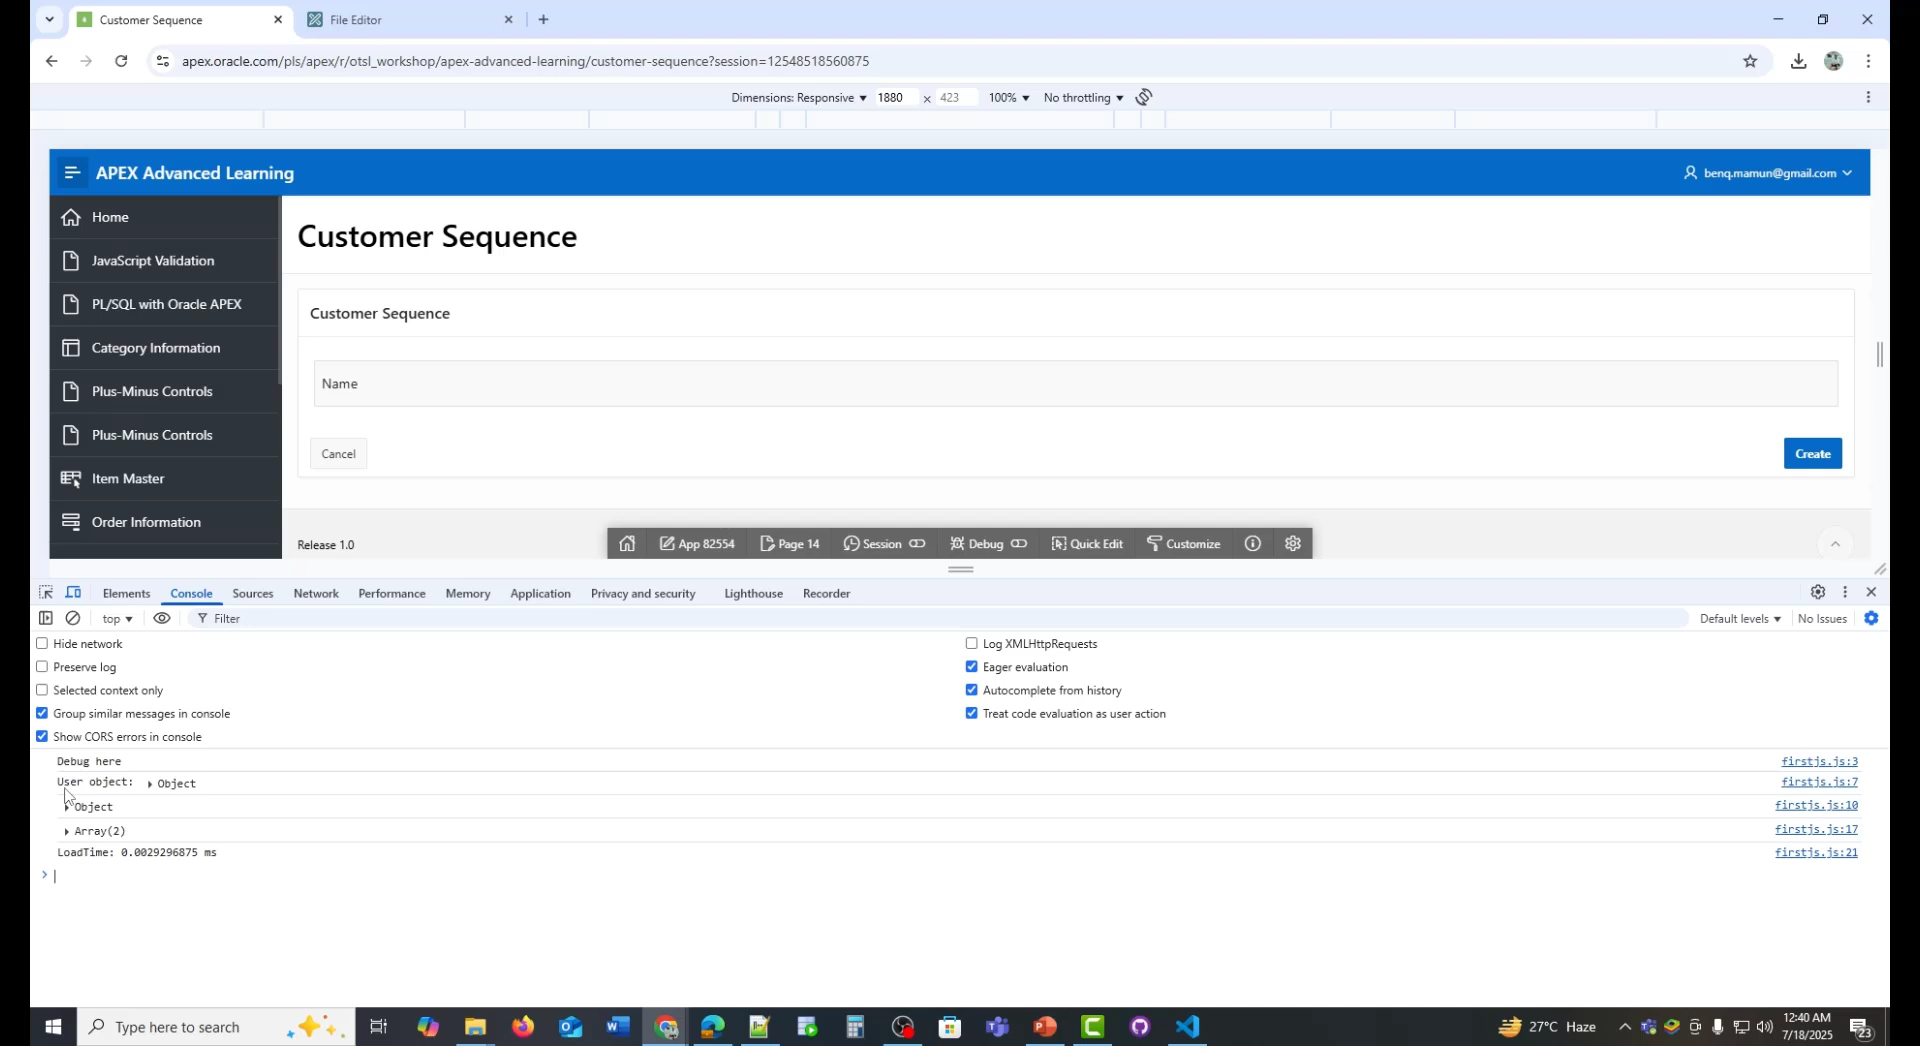 Customer Sequence
File Editor
apex.oracle.com/pls/apex/r/otsl_workshop/apex-advanced-learning/customer-sequence?session=12548518560875
Dimensions: Responsive 1880 × 423 100% No throttling
APEX Advanced Learning
benq.mamun@gmail.com
Home
JavaScript Validation
PL/SQL with Oracle APEX
Category Information
Plus-Minus Controls
Plus-Minus Controls
Item Master
Order Information
Customer Sequence
Customer Sequence
Name
Cancel
Create
Release 1.0
App 82554 Page 14 Session Debug Quick Edit Customize
Elements Console Sources Network Performance Memory Application Privacy and security Lighthouse Recorder
top Filter Default levels No Issues
Hide network Log XMLHttpRequests
Preserve log Eager evaluation
Selected context only Autocomplete from history
Group similar messages in console Treat code evaluation as user action
Show CORS errors in console
Debug here firstjs.js:3
User object: Object firstjs.js:7
Object firstjs.js:10
Array(2) firstjs.js:17
LoadTime: 0.0029296875 ms firstjs.js:21
Type here to search
27°C Haze
12:40 AM
7/18/2025
23